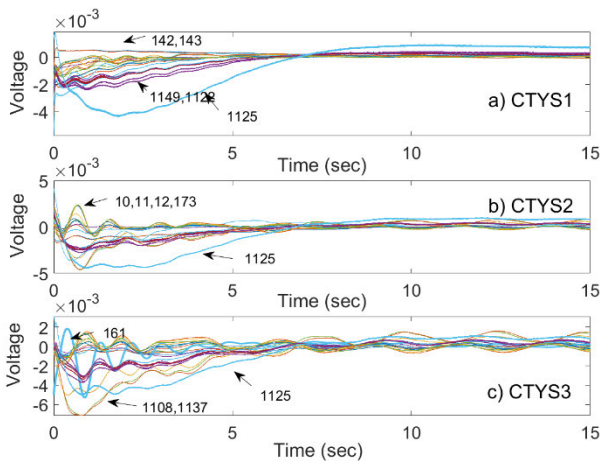 ×10⁻³
142,143
0
-2
-4
Voltage
1149,1122
1125
a) CTYS1
0 5 10 15
Time (sec)
×10⁻³
5
0
-5
Voltage
10,11,12,173
1125
b) CTYS2
0 5 10 15
Time (sec)
×10⁻³
2
0
-2
-4
-6
Voltage
161
1108,1137
1125
c) CTYS3
0 5 10 15
Time (sec)